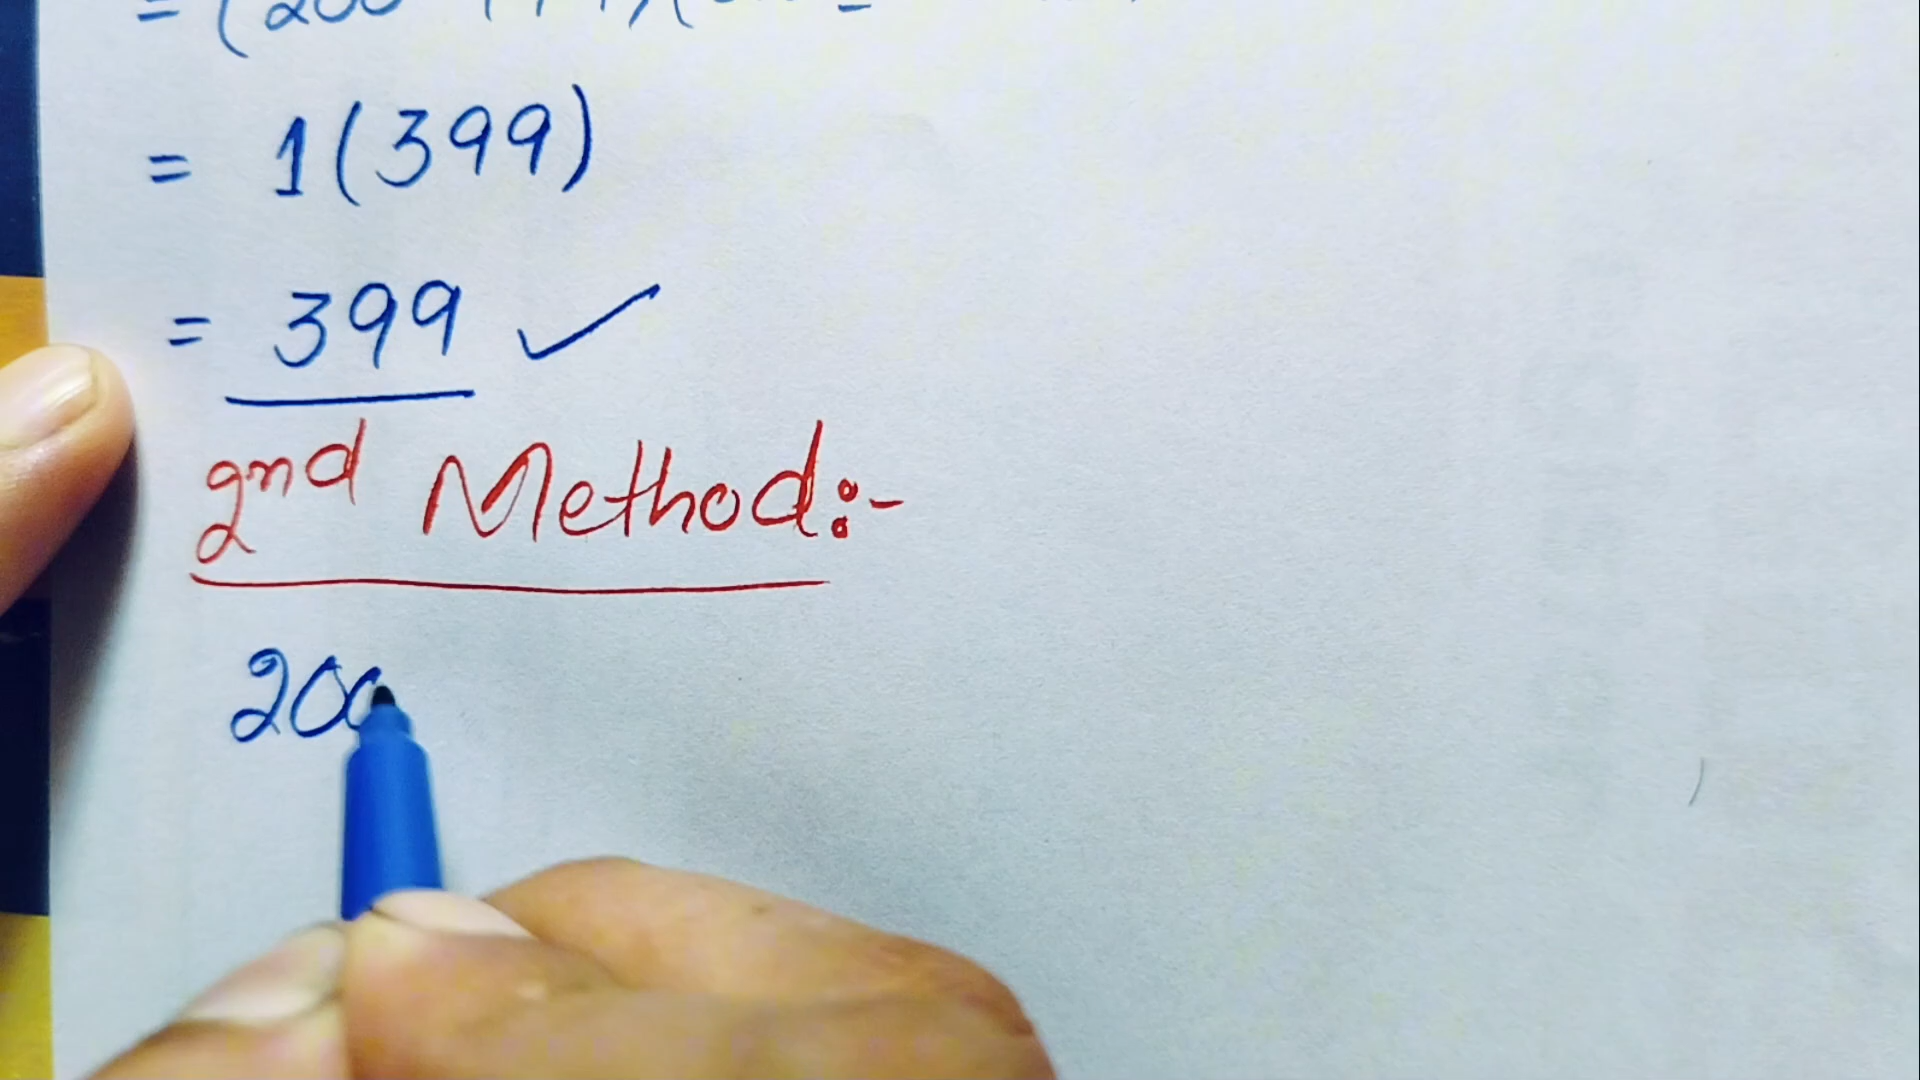 = 1(399)
= 399 ✓
2nd Method:-
200